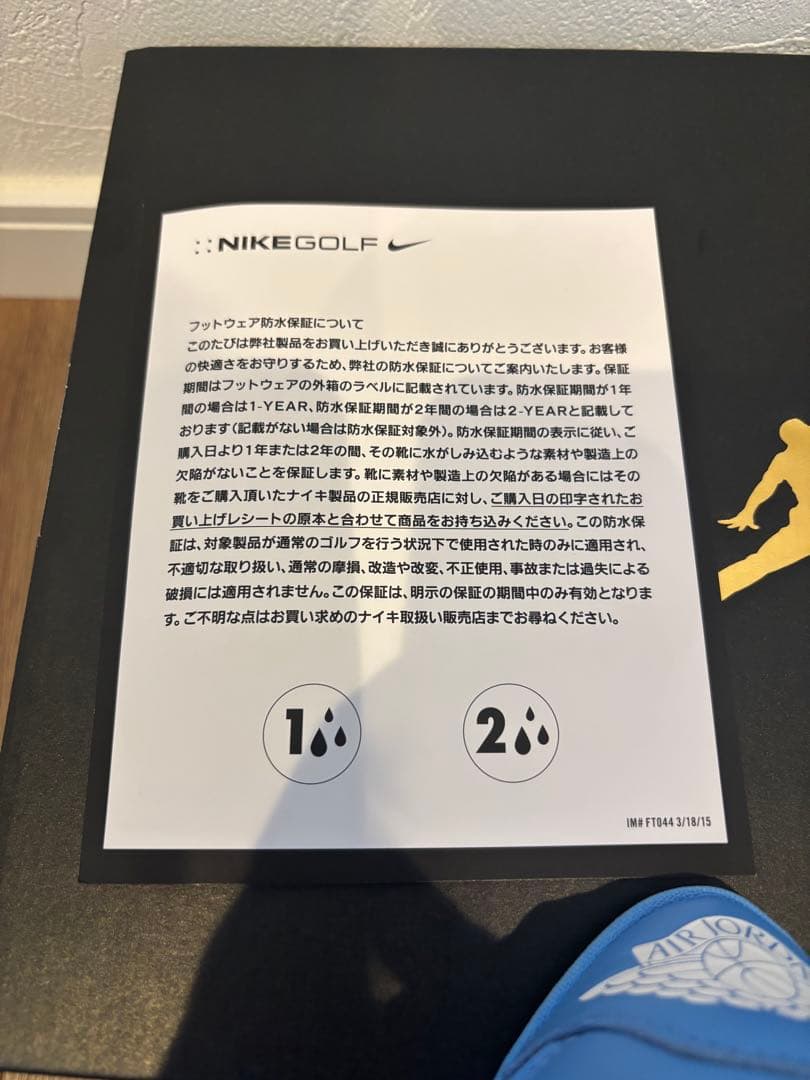 NIKEGOLF
フットウェア防水保証について
このたびは弊社製品をお買い上げいただき誠にありがとうございます。お客様
の快適さをお守りするため、弊社の防水保証についてご案内いたします。保証
期間はフットウェアの外箱のラベルに記載されています。防水保証期間が1年
間の場合は1-YEAR、防水保証期間が2年間の場合は2-YEARと記載して
おります(記載がない場合は防水保証対象外)。防水保証期間の表示に従い、ご
購入日より1年または2年の間、その靴に水がしみ込むような素材や製造上の
欠陥がないことを保証します。靴に素材や製造上の欠陥がある場合にはその
靴をご購入頂いたナイキ製品の正規販売店に対し、ご購入日の印字されたお
買い上げレシートの原本と合わせて商品をお持ち込みください。この防水保
証は、対象製品が通常のゴルフを行う状況下で使用された時のみに適用され、
不適切な取り扱い、通常の摩損、改造や改変、不正使用、事故または過失による
破損には適用されません。この保証は、明示の保証の期間中のみ有効となりま
す。ご不明な点はお買い求めのナイキ取扱い販売店までお尋ねください。
1
2
IM# FT044 3/18/15
AIR JORD